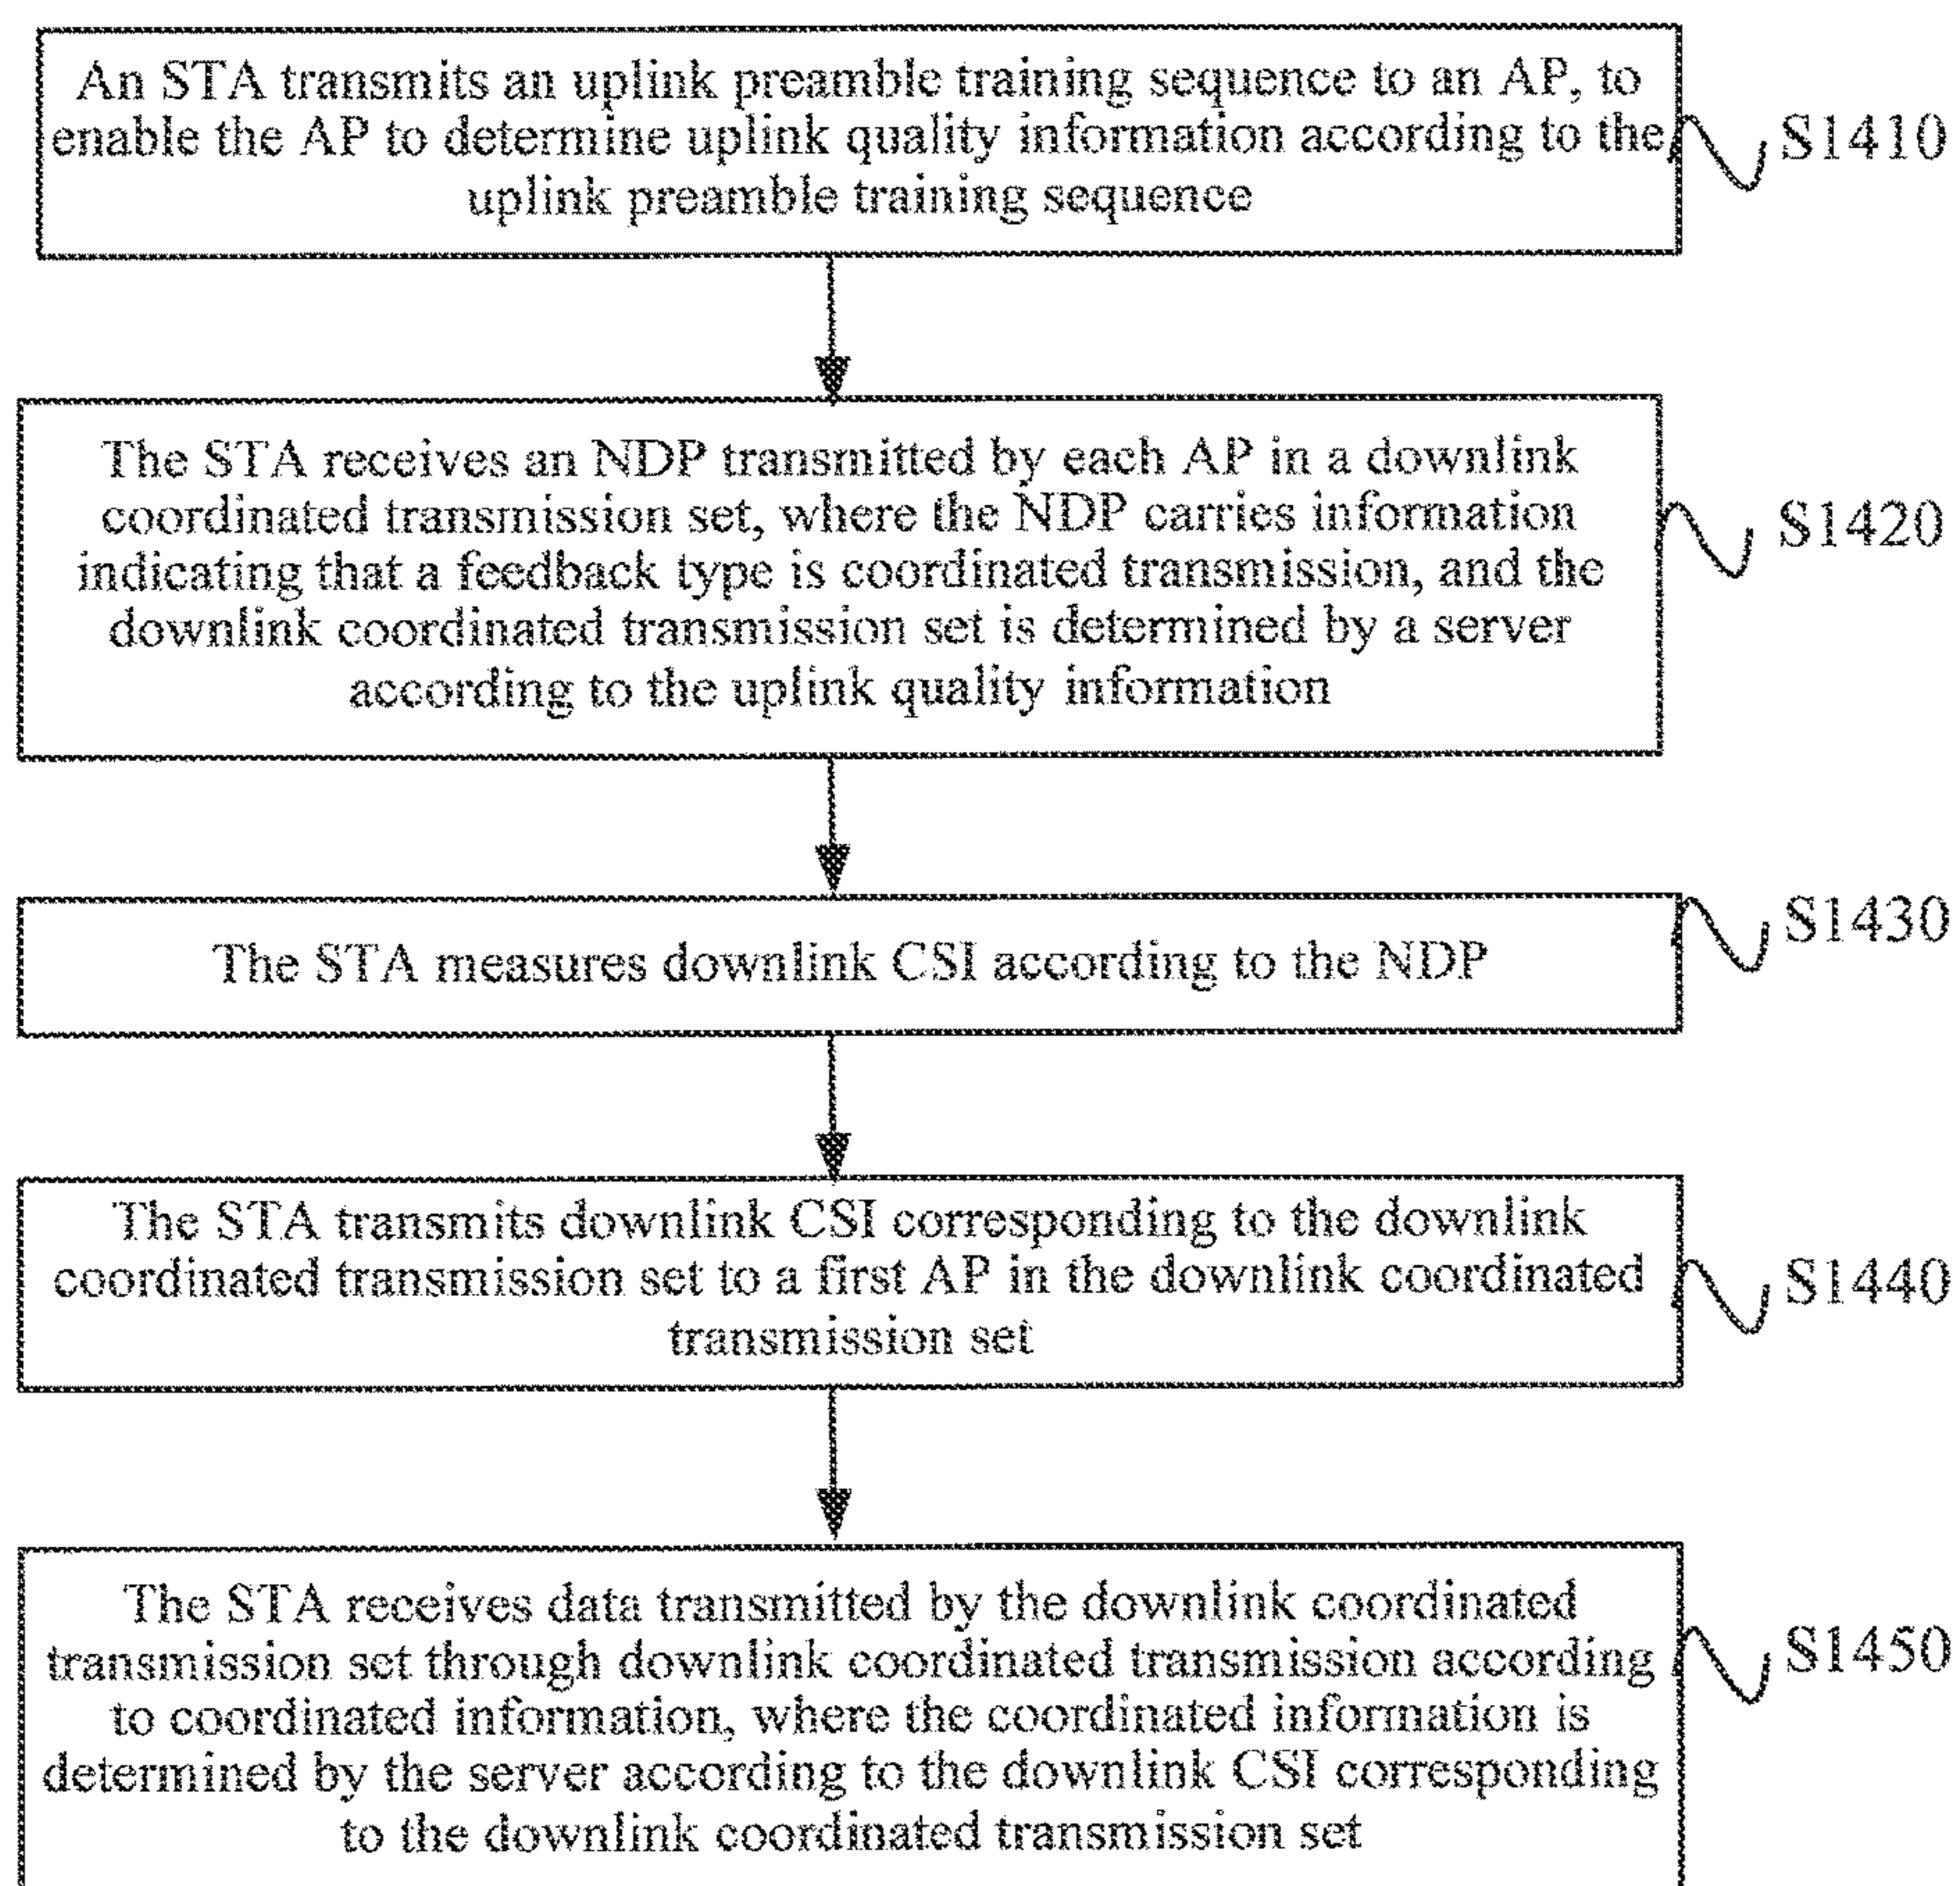 An STA transmits an uplink preamble training sequence to an AP, to
enable the AP to determine uplink quality information according to the
uplink preamble training sequence
S1410
The STA receives an NDP transmitted by each AP in a downlink
coordinated transmission set, where the NDP carries information
indicating that a feedback type is coordinated transmission, and the
downlink coordinated transmission set is determined by a server
according to the uplink quality information
S1420
The STA measures downlink CSI according to the NDP
S1430
The STA transmits downlink CSI corresponding to the downlink
coordinated transmission set to a first AP in the downlink coordinated
transmission set
S1440
The STA receives data transmitted by the downlink coordinated
transmission set through downlink coordinated transmission according
to coordinated information, where the coordinated information is
determined by the server according to the downlink CSI corresponding
to the downlink coordinated transmission set
S1450